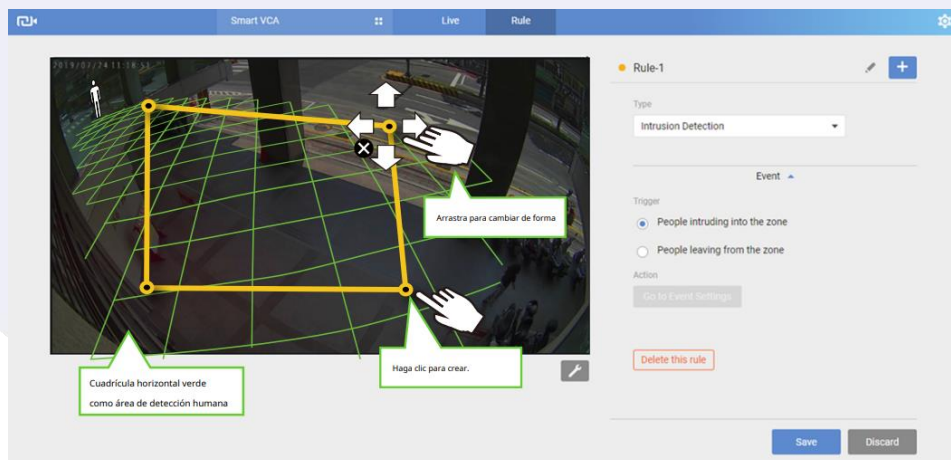 Smart VCA
Live
Rule
2019/07/24 11:18:53
Arrastra para cambiar de forma
Haga clic para crear.
Cuadrícula horizontal verde
como área de detección humana
Rule-1
Type
Intrusion Detection
Event
Trigger
People intruding into the zone
People leaving from the zone
Action
Go to Event Settings
Delete this rule
Save
Discard